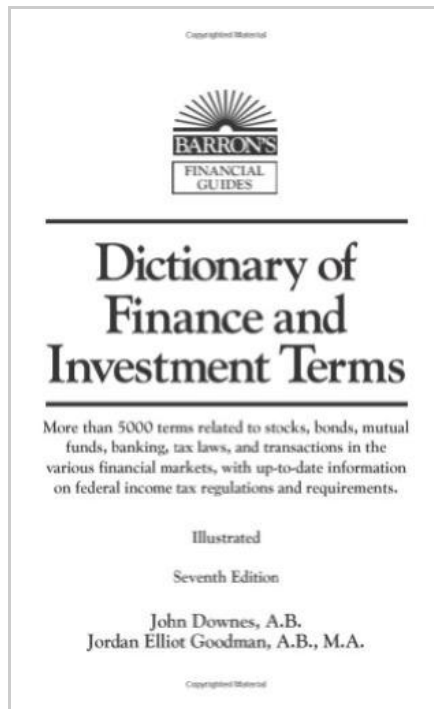 Copyrighted Material
BARRON'S
FINANCIAL
GUIDES
Dictionary of
Finance and
Investment Terms
More than 5000 terms related to stocks, bonds, mutual
funds, banking, tax laws, and transactions in the
various financial markets, with up-to-date information
on federal income tax regulations and requirements.
Illustrated
Seventh Edition
John Downes, A.B.
Jordan Elliot Goodman, A.B., M.A.
Copyrighted Material